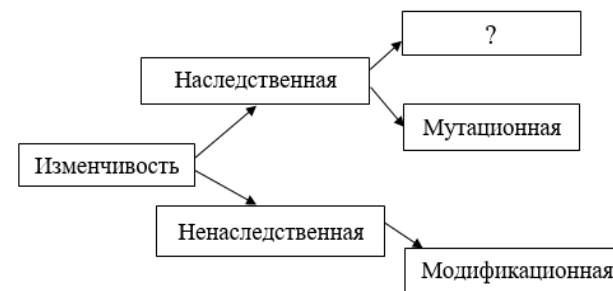 ?
Наследственная
Мутационная
Изменчивость
Ненаследственная
Модификационная